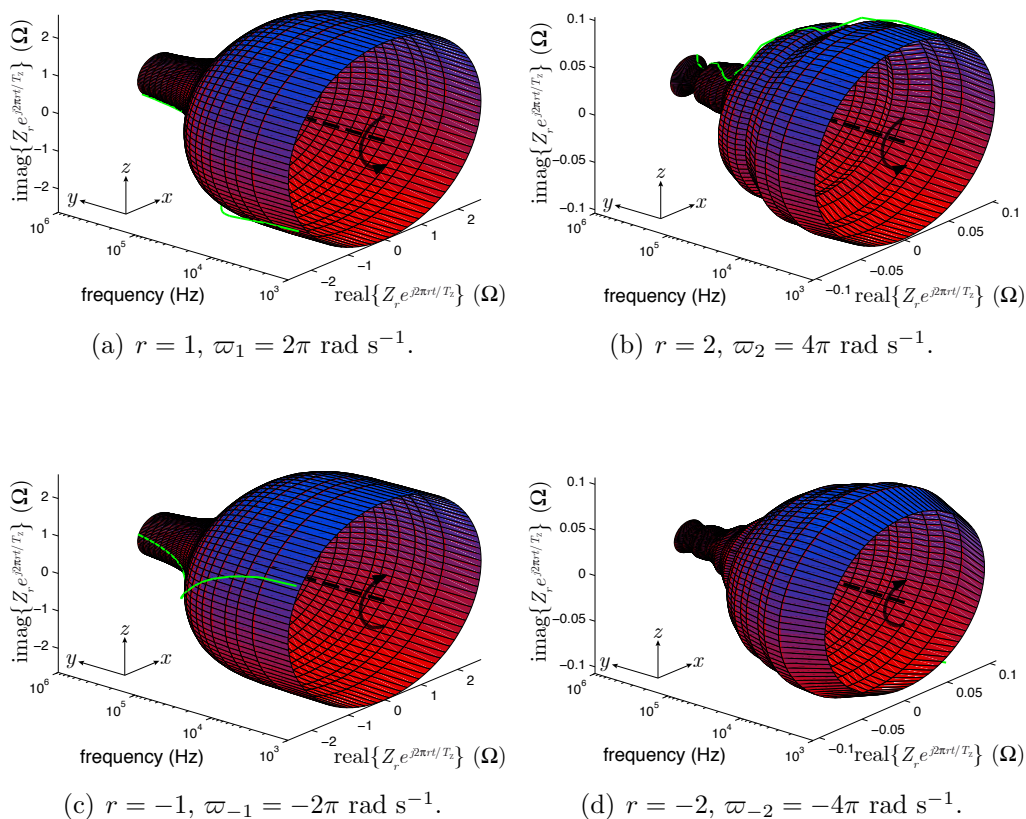 imag{Z_r e^{j2πrt/T_z}} (Ω)
2
1
0
−1
−2
z
y
x
10^6
10^5
10^4
10^3
−2
−1
0
1
2
frequency (Hz)
real{Z_r e^{j2πrt/T_z}} (Ω)
(a) r = 1, ϖ_1 = 2π rad s^{−1}.
imag{Z_r e^{j2πrt/T_z}} (Ω)
0.1
0.05
0
−0.05
−0.1
z
y
x
10^6
10^5
10^4
10^3
−0.1
−0.05
0
0.05
0.1
frequency (Hz)
real{Z_r e^{j2πrt/T_z}} (Ω)
(b) r = 2, ϖ_2 = 4π rad s^{−1}.
imag{Z_r e^{j2πrt/T_z}} (Ω)
2
1
0
−1
−2
z
y
x
10^6
10^5
10^4
10^3
−2
−1
0
1
2
frequency (Hz)
real{Z_r e^{j2πrt/T_z}} (Ω)
(c) r = −1, ϖ_{−1} = −2π rad s^{−1}.
imag{Z_r e^{j2πrt/T_z}} (Ω)
0.1
0.05
0
−0.05
−0.1
z
y
x
10^6
10^5
10^4
10^3
−0.1
−0.05
0
0.05
0.1
frequency (Hz)
real{Z_r e^{j2πrt/T_z}} (Ω)
(d) r = −2, ϖ_{−2} = −4π rad s^{−1}.